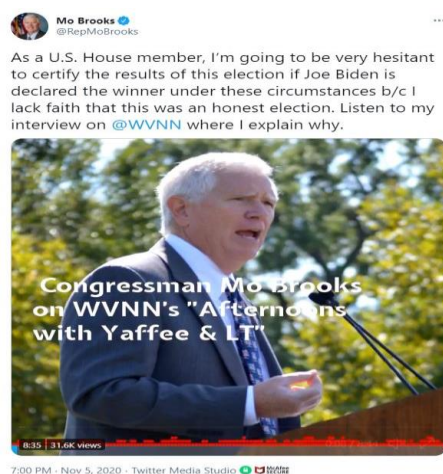 Mo Brooks
@RepMoBrooks
As a U.S. House member, I'm going to be very hesitant
to certify the results of this election if Joe Biden is
declared the winner under these circumstances b/c I
lack faith that this was an honest election. Listen to my
interview on @WVNN where I explain why.
Congressman Mo Brooks
on WVNN's "Afternoons
with Yaffee & LT"
8:35 31.6K views
7:00 PM · Nov 5, 2020 · Twitter Media Studio McAfee
SECURE